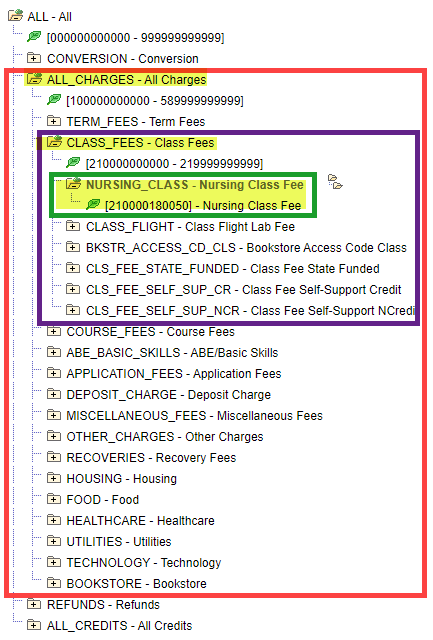 ALL - All
[000000000000 - 999999999999]
CONVERSION - Conversion
ALL_CHARGES - All Charges
[100000000000 - 589999999999]
TERM_FEES - Term Fees
CLASS_FEES - Class Fees
[210000000000 - 219999999999]
NURSING_CLASS - Nursing Class Fee
[210000180050] - Nursing Class Fee
CLASS_FLIGHT - Class Flight Lab Fee
BKSTR_ACCESS_CD_CLS - Bookstore Access Code Class
CLS_FEE_STATE_FUNDED - Class Fee State Funded
CLS_FEE_SELF_SUP_CR - Class Fee Self-Support Credit
CLS_FEE_SELF_SUP_NCR - Class Fee Self-Support NCredi
COURSE_FEES - Course Fees
ABE_BASIC_SKILLS - ABE/Basic Skills
APPLICATION_FEES - Application Fees
DEPOSIT_CHARGE - Deposit Charge
MISCELLANEOUS_FEES - Miscellaneous Fees
OTHER_CHARGES - Other Charges
RECOVERIES - Recovery Fees
HOUSING - Housing
FOOD - Food
HEALTHCARE - Healthcare
UTILITIES - Utilities
TECHNOLOGY - Technology
BOOKSTORE - Bookstore
REFUNDS - Refunds
ALL_CREDITS - All Credits